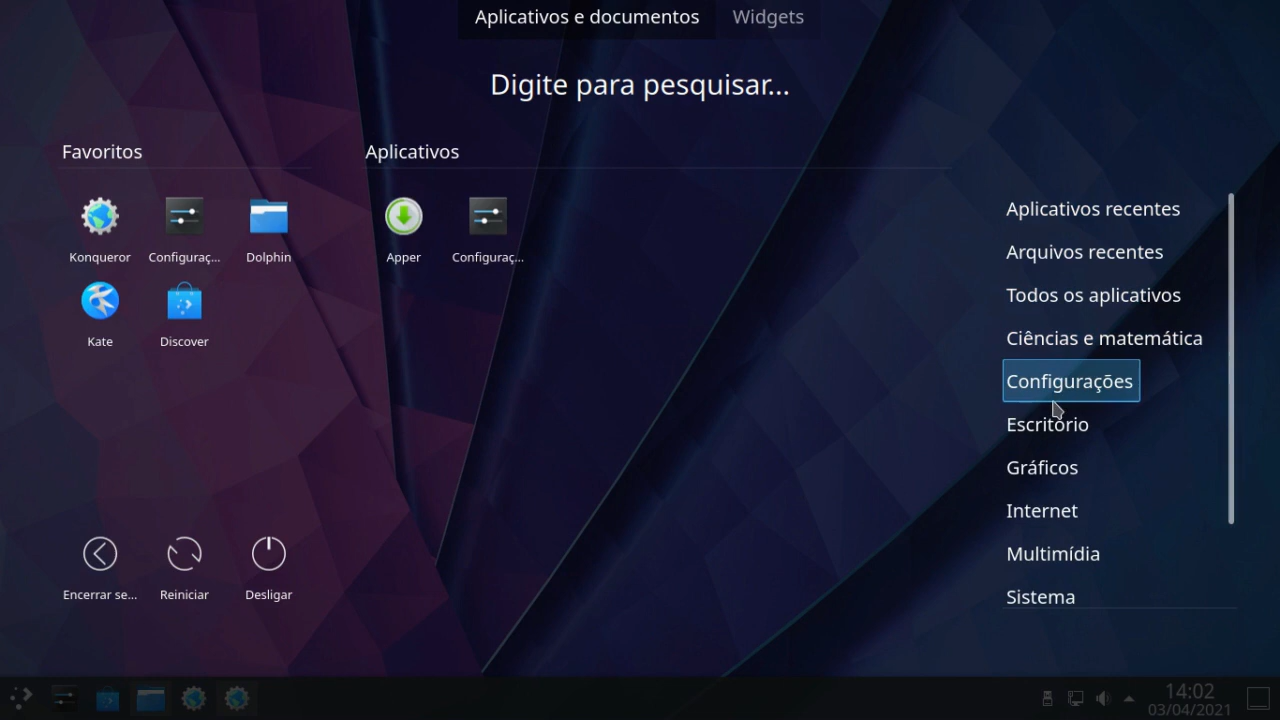 Aplicativos e documentos
Widgets
Digite para pesquisar...
Favoritos
Aplicativos
Konqueror
Configuraç...
Dolphin
Apper
Configuraç...
Kate
Discover
Encerrar se...
Reiniciar
Desligar
Aplicativos recentes
Arquivos recentes
Todos os aplicativos
Ciências e matemática
Configurações
Escritório
Gráficos
Internet
Multimídia
Sistema
14:02
03/04/2021